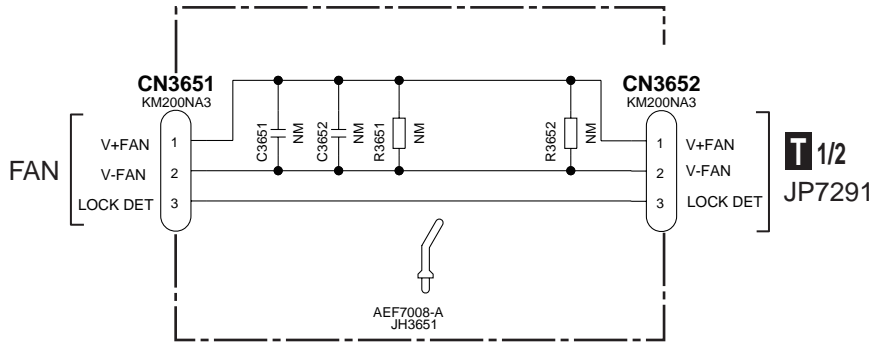 CN3651
KM200NA3
CN3652
KM200NA3
FAN
V+FAN
V-FAN
LOCK DET
1
2
3
C3651
NM
C3652
NM
R3651
NM
R3652
NM
1
2
3
V+FAN
V-FAN
LOCK DET
T 1/2
JP7291
AEF7008-A
JH3651